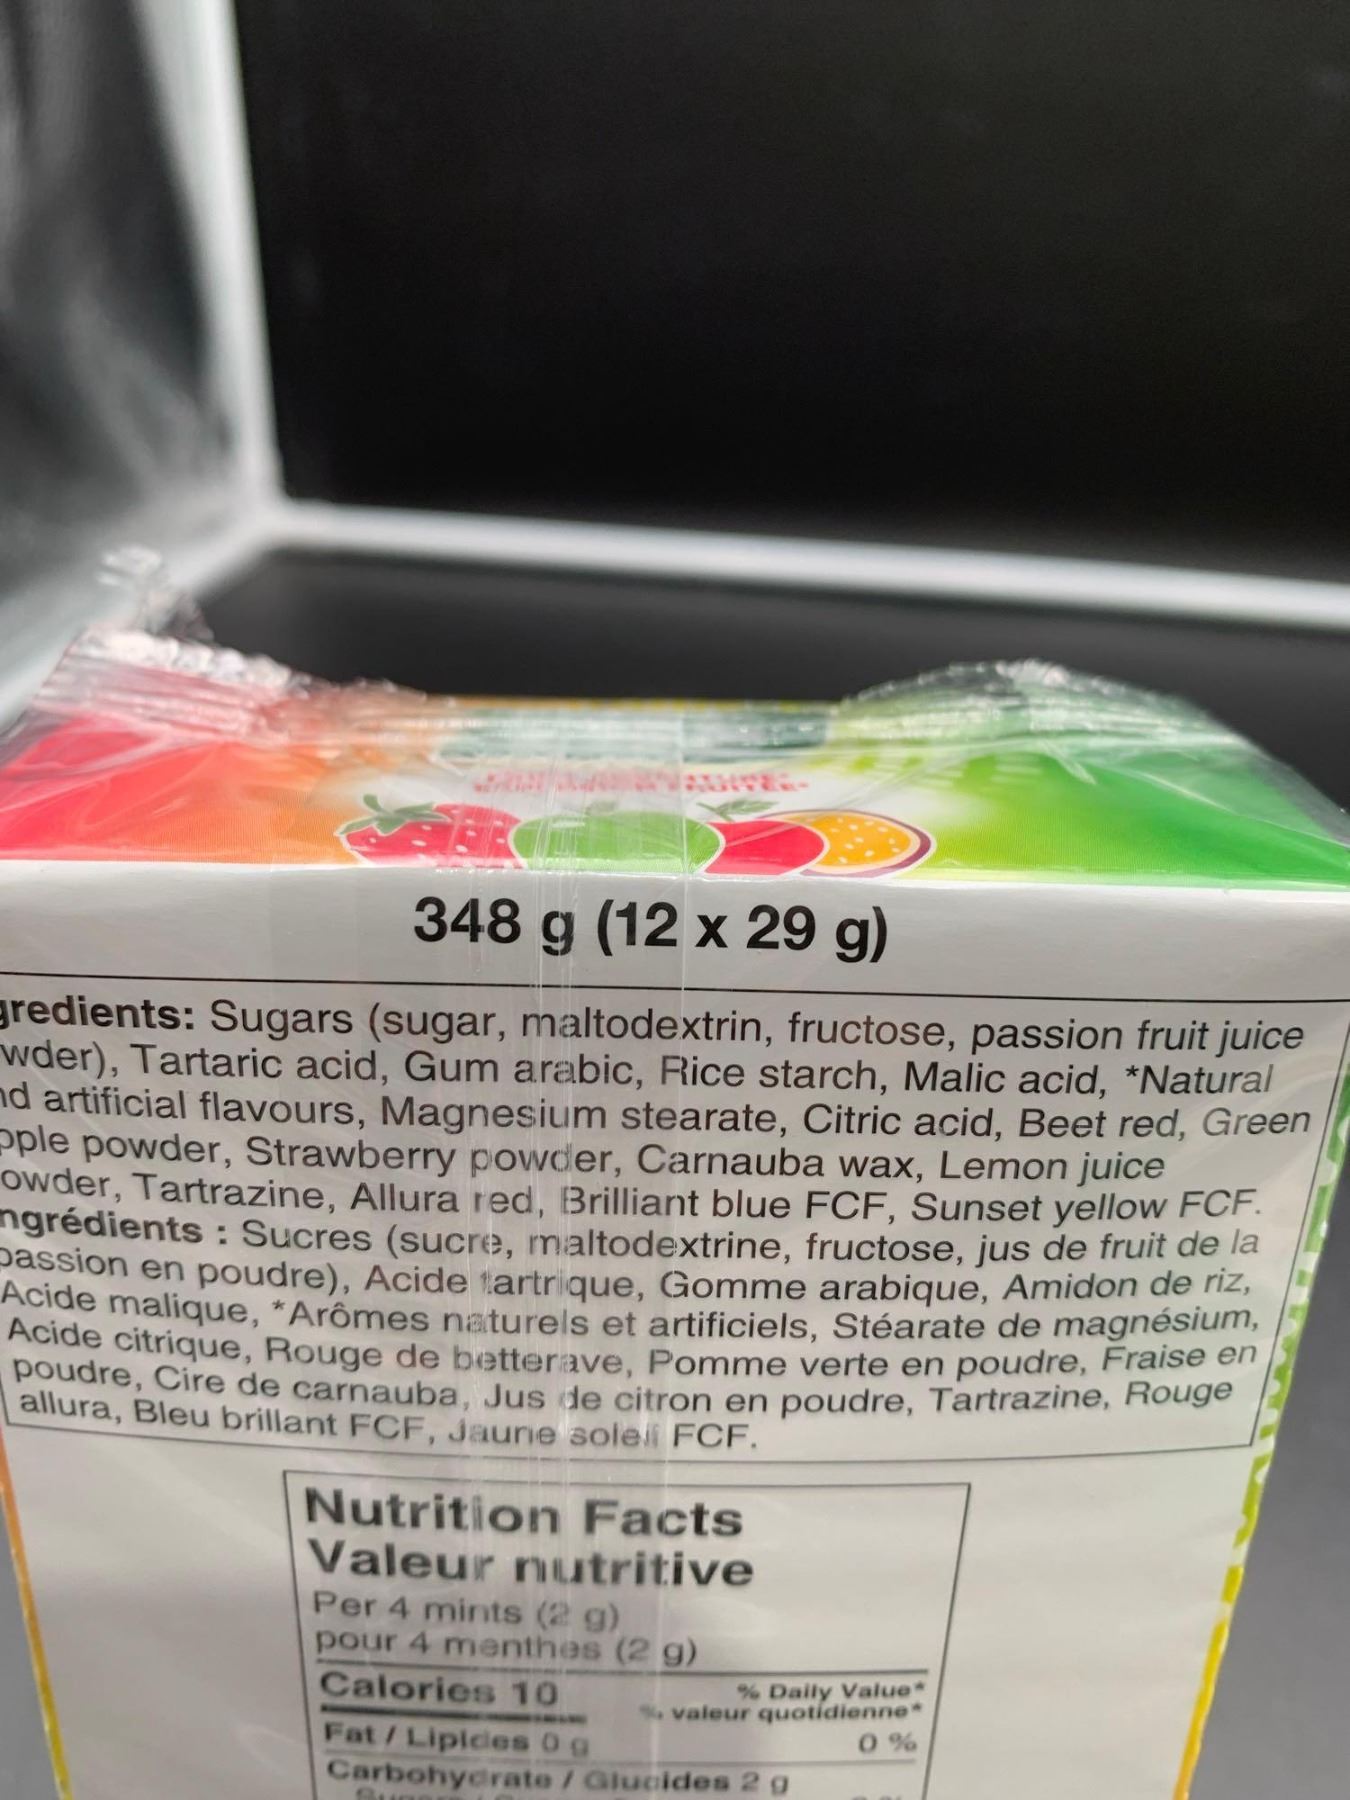 348 g (12 x 29 g)
gredients: Sugars (sugar, maltodextrin, fructose, passion fruit juice
wder), Tartaric acid, Gum arabic, Rice starch, Malic acid, *Natural
nd artificial flavours, Magnesium stearate, Citric acid, Beet red, Green
pple powder, Strawberry powder, Carnauba wax, Lemon juice
owder, Tartrazine, Allura red, Brilliant blue FCF, Sunset yellow FCF.
ngrédients : Sucres (sucre, maltodextrine, fructose, jus de fruit de la
passion en poudre), Acide tartrique, Gomme arabique, Amidon de riz,
Acide malique, *Arômes naturels et artificiels, Stéarate de magnésium,
Acide citrique, Rouge de betterave, Pomme verte en poudre, Fraise en
poudre, Cire de carnauba, Jus de citron en poudre, Tartrazine, Rouge
allura, Bleu brillant FCF, Jaune soleil FCF.
Nutrition Facts
Valeur nutritive
Per 4 mints (2 g)
pour 4 menthes (2 g)
Calories 10
% Daily Value*
% valeur quotidienne*
Fat / Lipides 0 g 0 %
Carbohydrate / Glucides 2 g